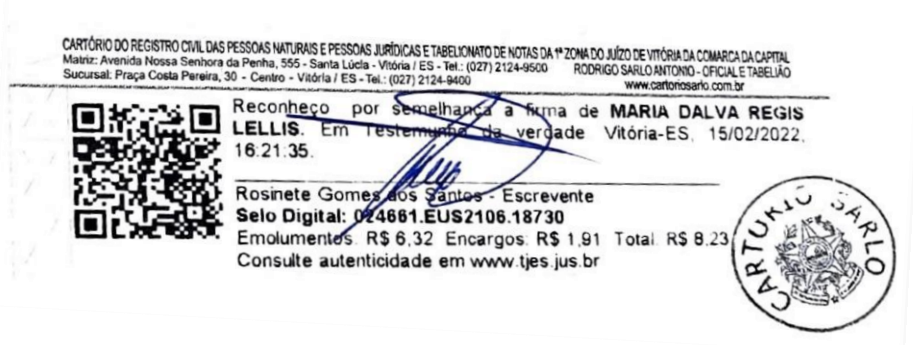 CARTÓRIO DO REGISTRO CIVIL DAS PESSOAS NATURAIS E PESSOAS JURÍDICAS E TABELIONATO DE NOTAS DA 1ª ZONA DO JUÍZO DE VITÓRIA DA COMARCA DA CAPITAL
Matriz: Avenida Nossa Senhora da Penha, 555 - Santa Lúcia - Vitória / ES - Tel.: (027) 2124-9500 RODRIGO SARLO ANTONIO - OFICIAL E TABELIÃO
Sucursal: Praça Costa Pereira, 30 - Centro - Vitória / ES - Tel.: (027) 2124-9400 www.cartoriosarlo.com.br
Reconheço por semelhança a firma de MARIA DALVA REGIS
LELLIS. Em Testemunho da verdade Vitória-ES, 15/02/2022,
16:21:35.
Rosinete Gomes dos Santos - Escrevente
Selo Digital: 024661.EUS2106.18730
Emolumentos: R$ 6,32 Encargos: R$ 1,91 Total: R$ 8,23
Consulte autenticidade em www.tjes.jus.br
CARTÓRIO SARLO